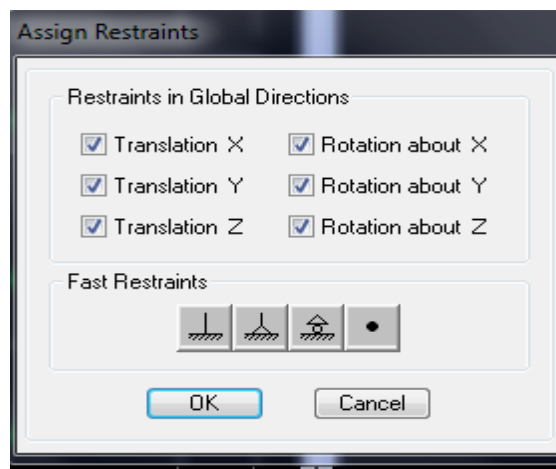 Assign Restraints
Restraints in Global Directions
Translation X
Rotation about X
Translation Y
Rotation about Y
Translation Z
Rotation about Z
Fast Restraints
OK
Cancel